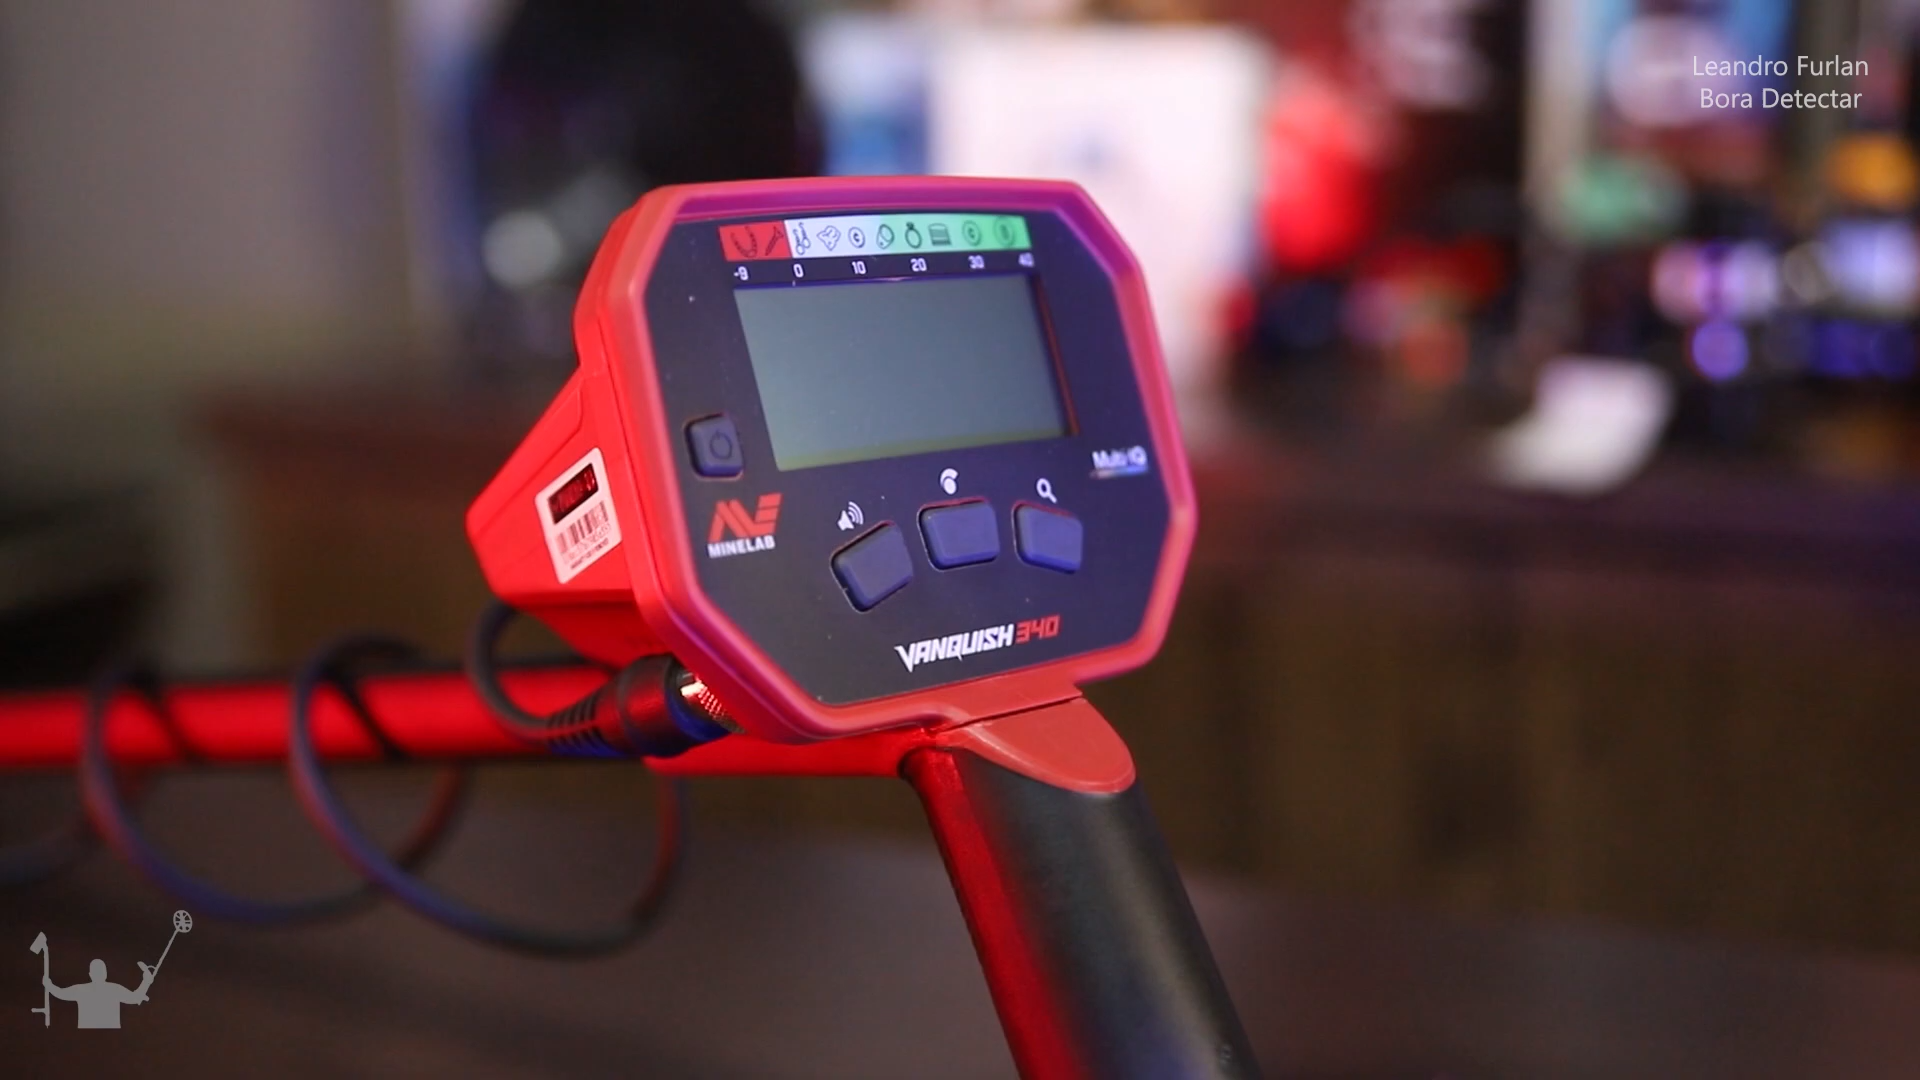 Leandro Furlan
Bora Detectar
-9 0 10 20 30 40
Multi-IQ
MINELAB
VANQUISH 340